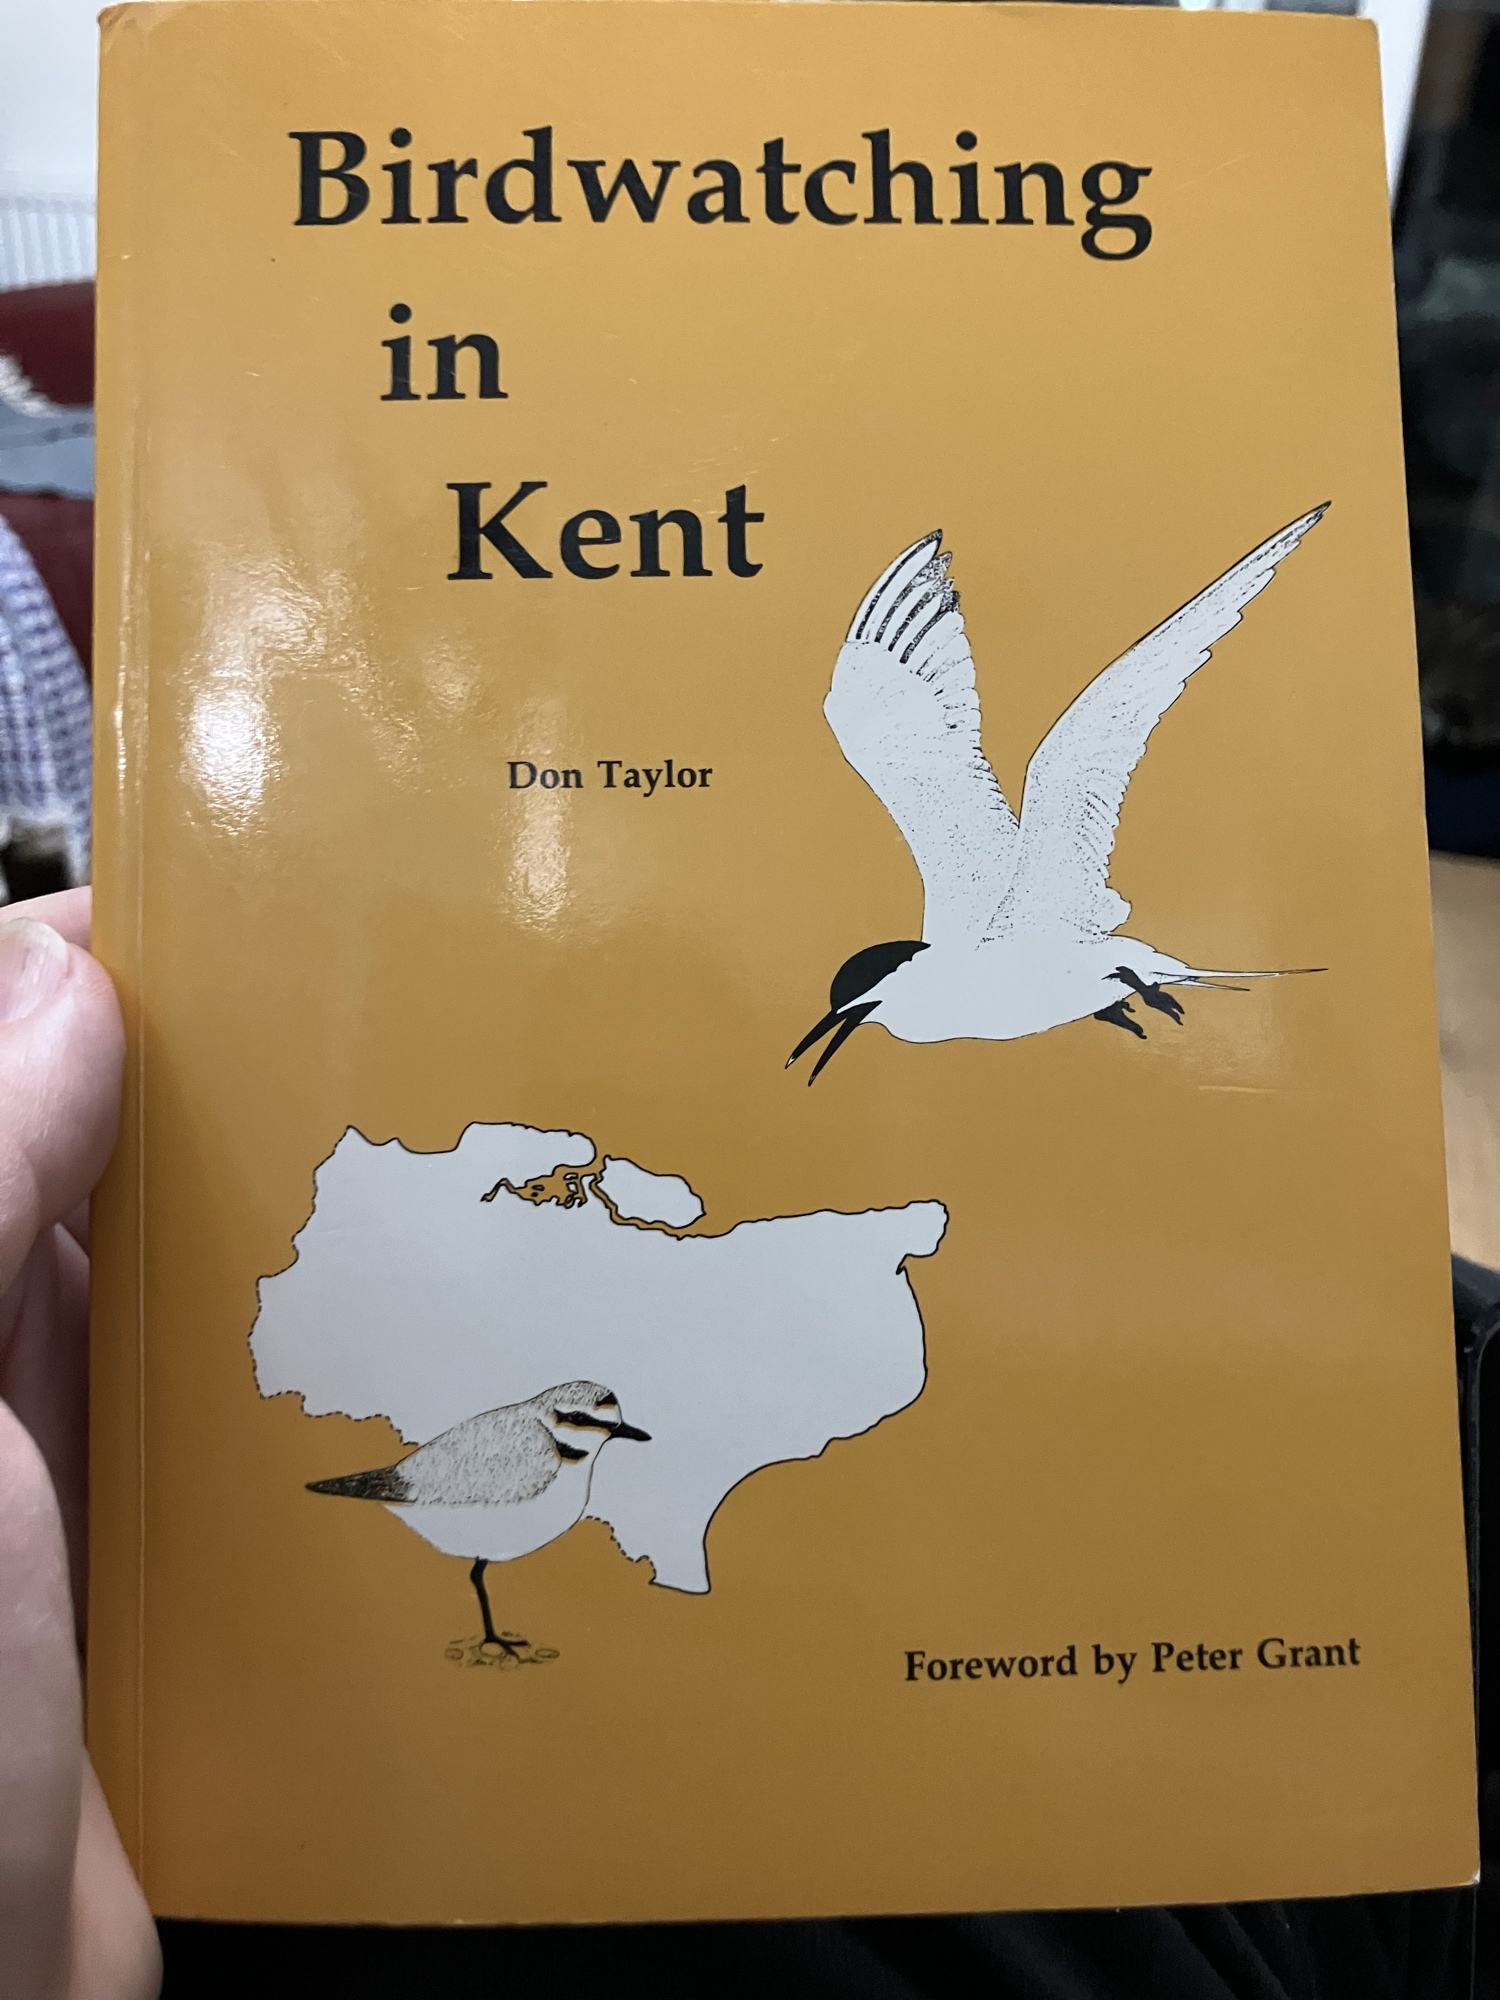 Birdwatching
in
Kent
Don Taylor
Foreword by Peter Grant